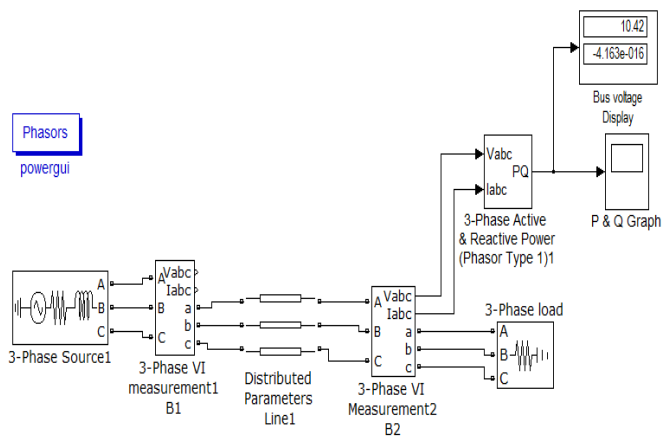 10.42
-4.163e-016
Bus voltage
Display
Phasors
powergui
Vabc
PQ
Iabc
3-Phase Active
& Reactive Power
(Phasor Type 1)1
P & Q Graph
A
B
C
3-Phase Source1
Vabc
Iabc
A
B
C
a
b
c
3-Phase VI
measurement1
B1
Distributed
Parameters
Line1
Vabc
Iabc
A
B
C
a
b
c
3-Phase VI
Measurement2
B2
3-Phase load
A
B
C